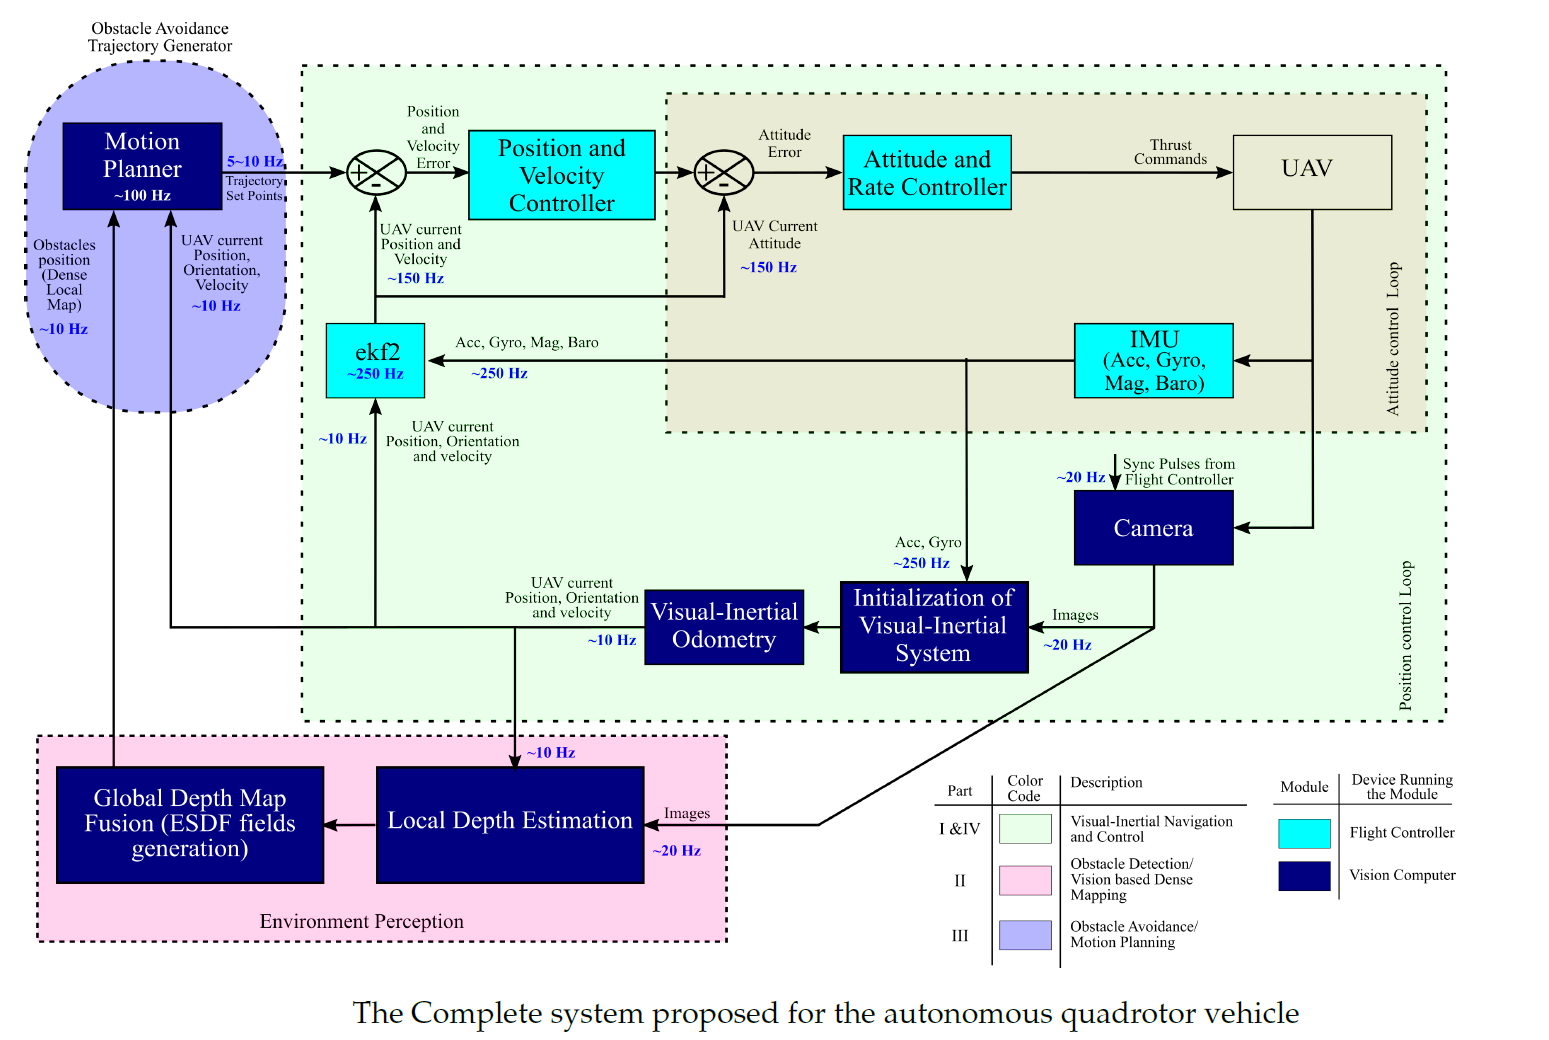 Obstacle Avoidance
Trajectory Generator
Motion
Planner
~100 Hz
5~10 Hz
Trajectory
Set Points
Obstacles
position
(Dense
Local
Map)
~10 Hz
UAV current
Position,
Orientation,
Velocity
~10 Hz
+
-
Position
and
Velocity
Error
Position and
Velocity
Controller
+
-
Attitude
Error
Attitude and
Rate Controller
Thrust
Commands
UAV
UAV current
Position and
Velocity
~150 Hz
UAV Current
Attitude
~150 Hz
ekf2
~250 Hz
Acc, Gyro, Mag, Baro
~250 Hz
IMU
(Acc, Gyro,
Mag, Baro)
Attitude control Loop
~10 Hz
UAV current
Position, Orientation
and velocity
Sync Pulses from
Flight Controller
~20 Hz
Camera
Acc, Gyro
~250 Hz
UAV current
Position, Orientation
and velocity
~10 Hz
Visual-Inertial
Odometry
Initialization of
Visual-Inertial
System
Images
~20 Hz
Position control Loop
~10 Hz
Global Depth Map
Fusion (ESDF fields
generation)
Local Depth Estimation
Images
~20 Hz
Environment Perception
Part
Color
Code
Description
I &IV
Visual-Inertial Navigation
and Control
II
Obstacle Detection/
Vision based Dense
Mapping
III
Obstacle Avoidance/
Motion Planning
Module
Device Running
the Module
Flight Controller
Vision Computer
The Complete system proposed for the autonomous quadrotor vehicle